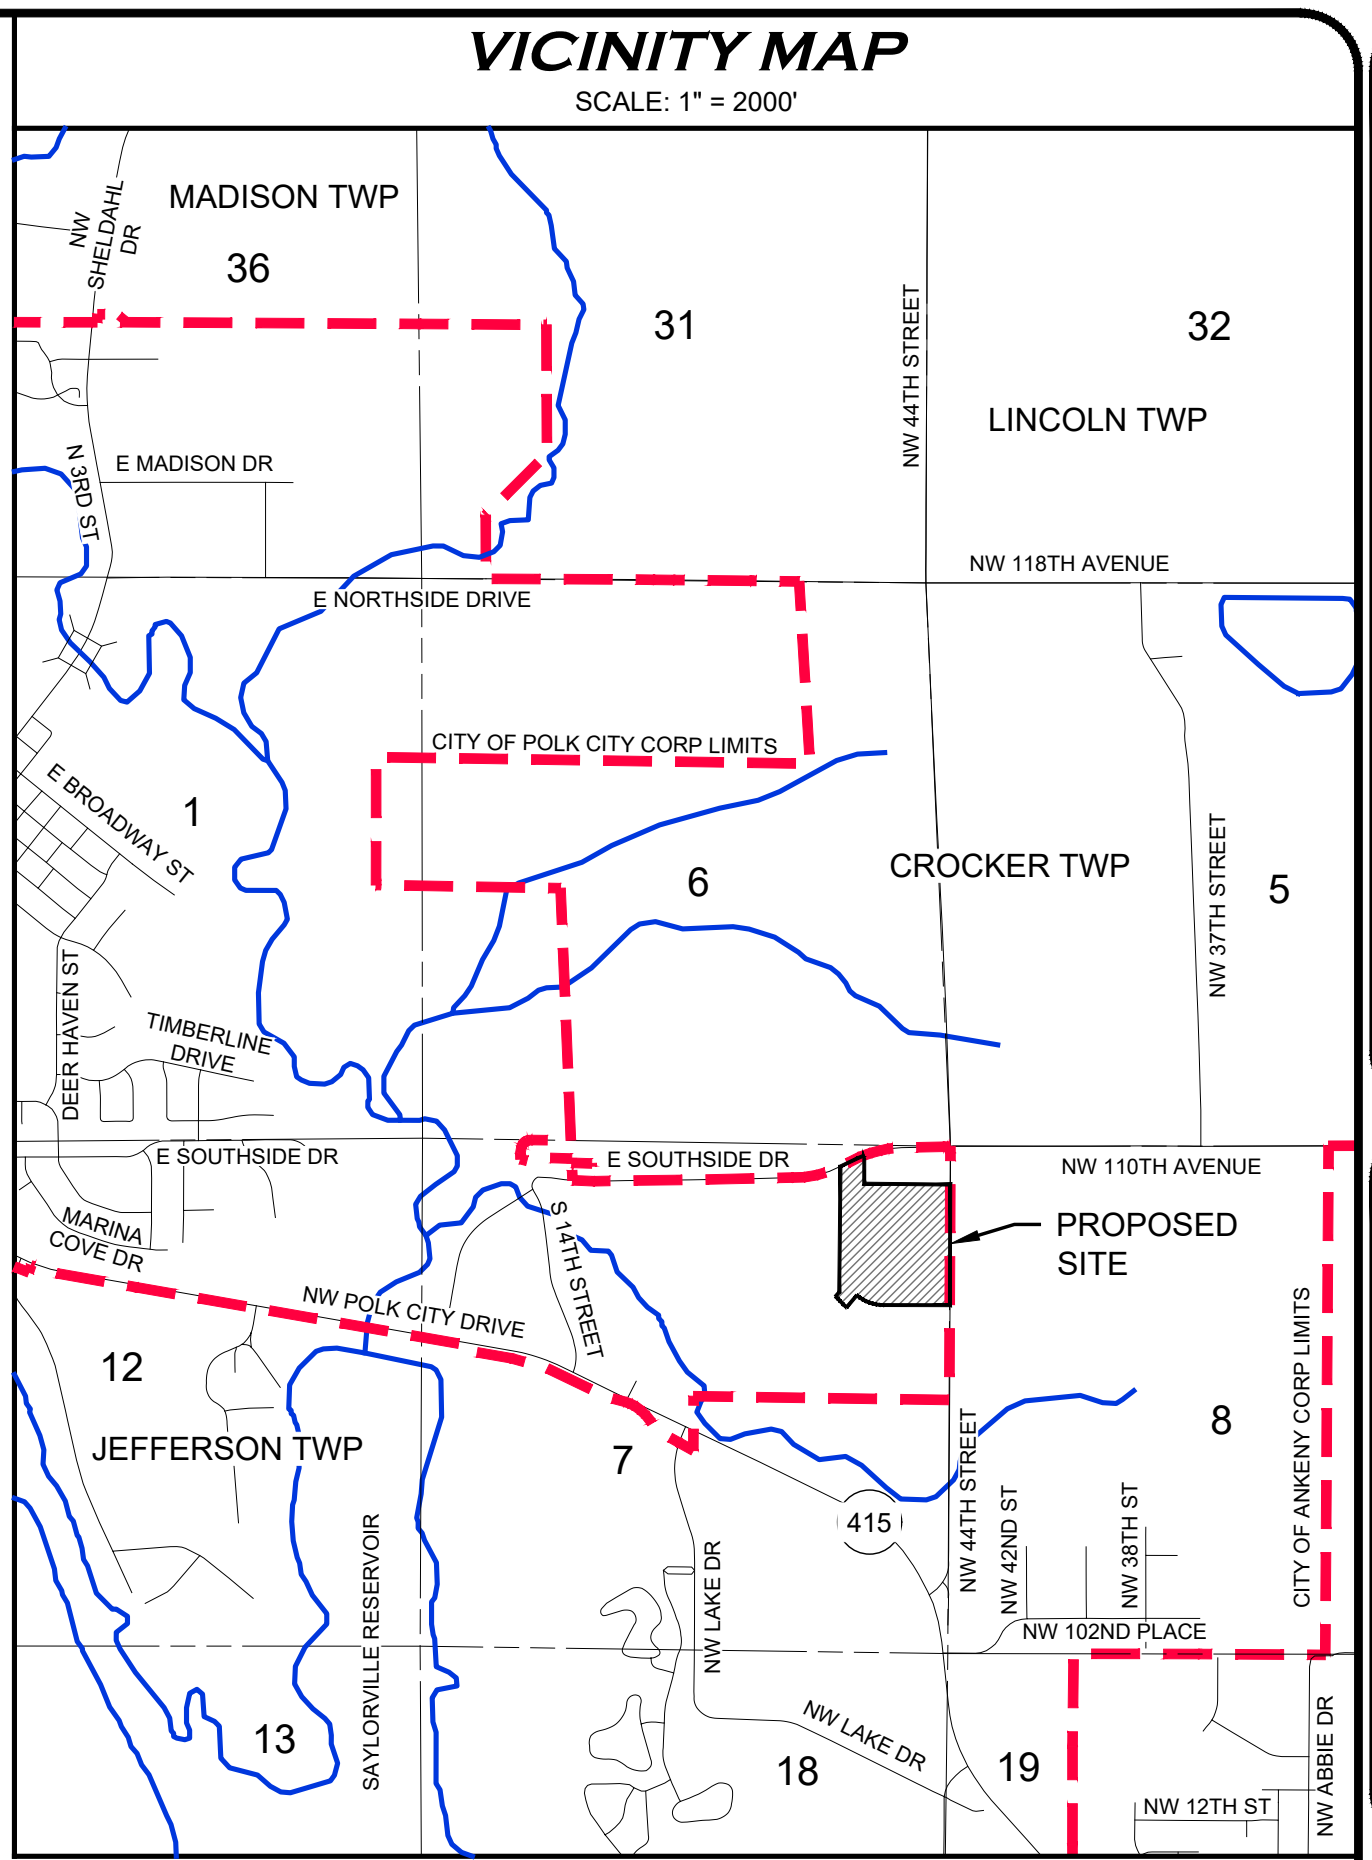 VICINITY MAP
SCALE: 1" = 2000'
MADISON TWP
NW
SHELDAHL
DR
36
31
32
NW 44TH STREET
LINCOLN TWP
N 3RD ST
E MADISON DR
NW 118TH AVENUE
E NORTHSIDE DRIVE
CITY OF POLK CITY CORP LIMITS
E BROADWAY ST
1
6
CROCKER TWP
NW 37TH STREET
5
DEER HAVEN ST
TIMBERLINE
DRIVE
E SOUTHSIDE DR
E SOUTHSIDE DR
NW 110TH AVENUE
MARINA
COVE DR
S 14TH STREET
PROPOSED
SITE
NW POLK CITY DRIVE
12
CITY OF ANKENY CORP LIMITS
JEFFERSON TWP
7
8
415
NW 44TH STREET
NW 42ND ST
NW 38TH ST
SAYLORVILLE RESERVOIR
NW LAKE DR
NW 102ND PLACE
13
NW LAKE DR
18
19
NW ABBIE DR
NW 12TH ST